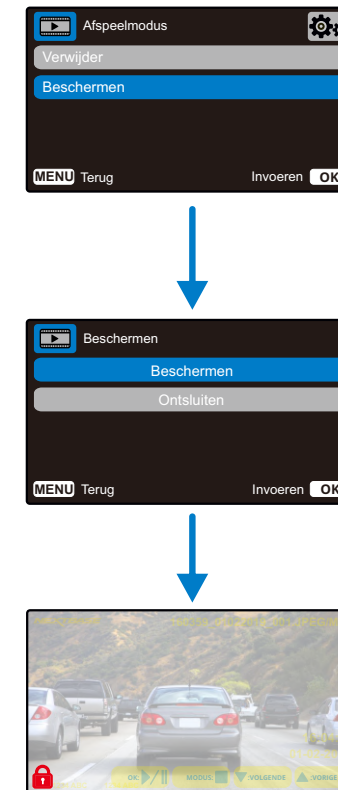 Afspeelmodus
Verwijder
Beschermen
MENU Terug Invoeren OK
Beschermen
Beschermen
Ontsluiten
MENU Terug Invoeren OK
OK: MODUS: :VOLGENDE :VORIGE